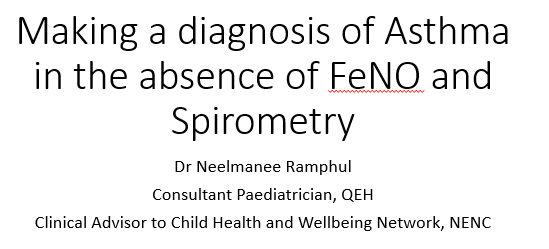 Making a diagnosis of Asthma
in the absence of FeNO and
Spirometry
Dr Neelmanee Ramphul
Consultant Paediatrician, QEH
Clinical Advisor to Child Health and Wellbeing Network, NENC